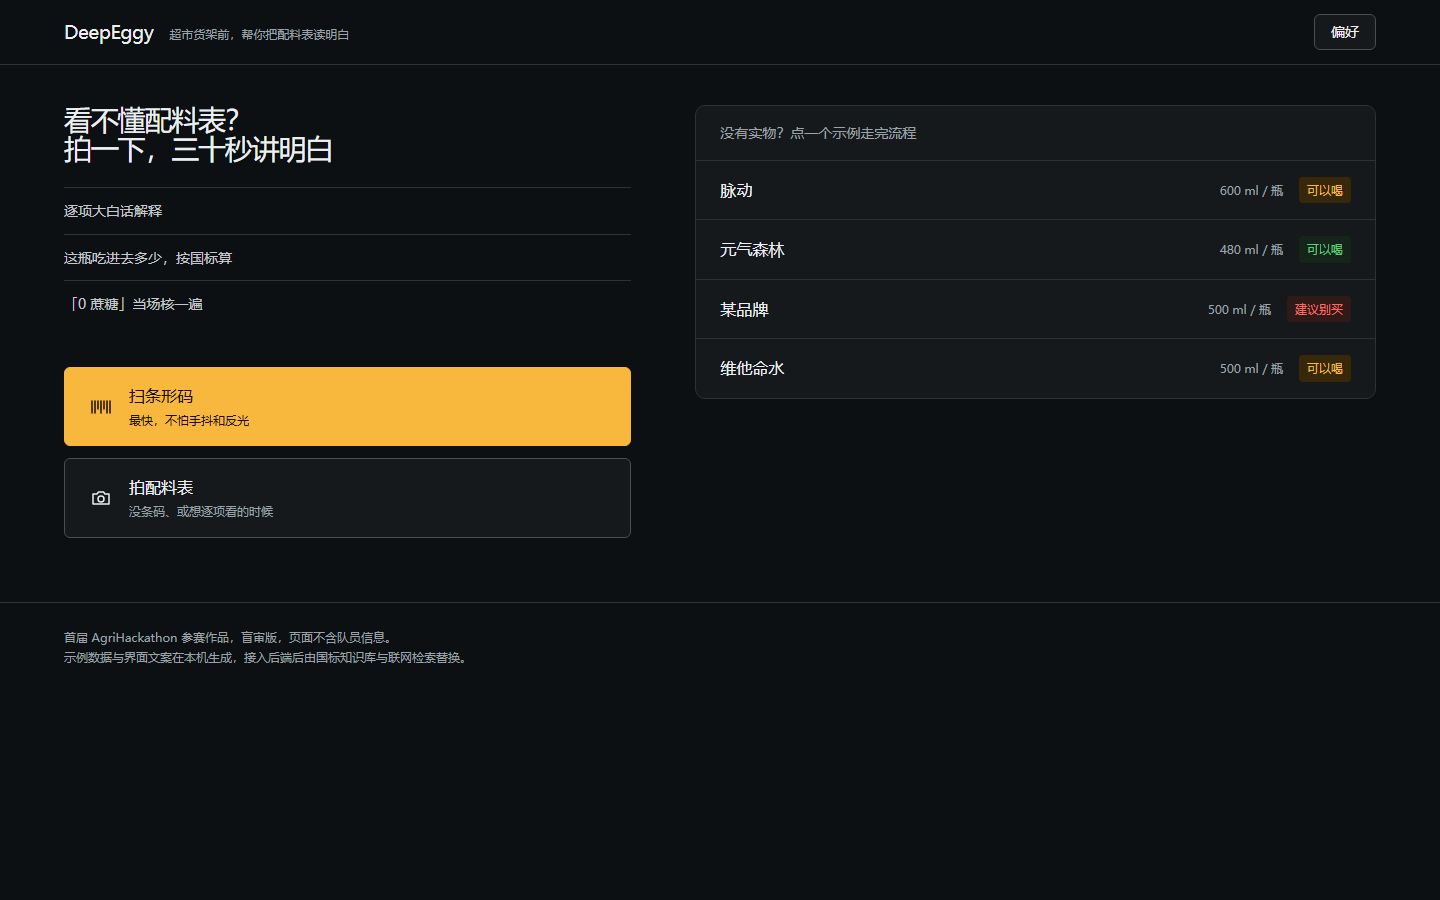 DeepEggy 超市货架前，帮你把配料表读明白
偏好
看不懂配料表？
拍一下，三十秒讲明白
逐项大白话解释
这瓶吃进去多少，按国标算
「0 蔗糖」当场核一遍
扫条形码
最快，不怕手抖和反光
拍配料表
没条码、或想逐项看的时候
没有实物？点一个示例走完流程
脉动 600 ml / 瓶 可以喝
元气森林 480 ml / 瓶 可以喝
某品牌 500 ml / 瓶 建议别买
维他命水 500 ml / 瓶 可以喝
首届 AgriHackathon 参赛作品，盲审版，页面不含队员信息。
示例数据与界面文案在本机生成，接入后端后由国标知识库与联网检索替换。